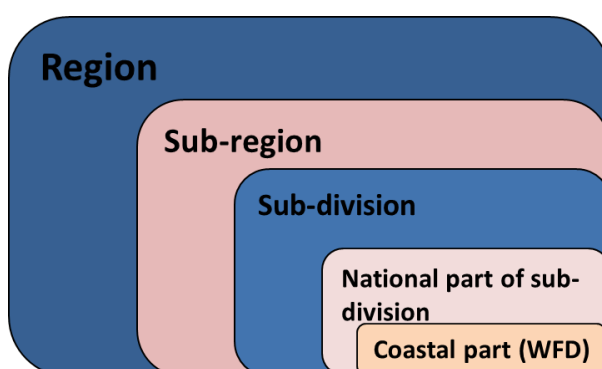 Region
Sub-region
Sub-division
National part of sub-
division
Coastal part (WFD)